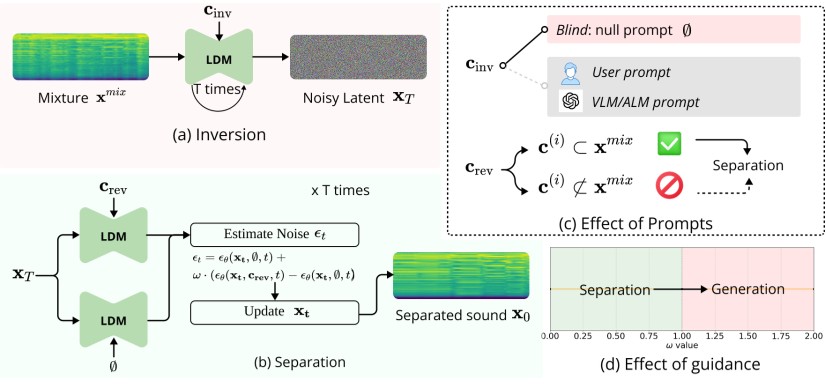 c_inv
LDM
T times
Mixture x^mix
Noisy Latent x_T
(a) Inversion
c_rev
x T times
LDM
x_T
LDM
∅
Estimate Noise ϵ_t
ϵ_t = ϵ_θ(x_t, ∅, t) +
ω · (ϵ_θ(x_t, c_rev, t) − ϵ_θ(x_t, ∅, t)
Update x_t
Separated sound x_0
(b) Separation
c_inv
Blind: null prompt ∅
User prompt
VLM/ALM prompt
c_rev
c^(i) ⊂ x^mix
c^(i) ⊄ x^mix
Separation
(c) Effect of Prompts
Separation
Generation
0.00 0.25 0.50 0.75 1.00 1.25 1.50 1.75 2.00
ω value
(d) Effect of guidance